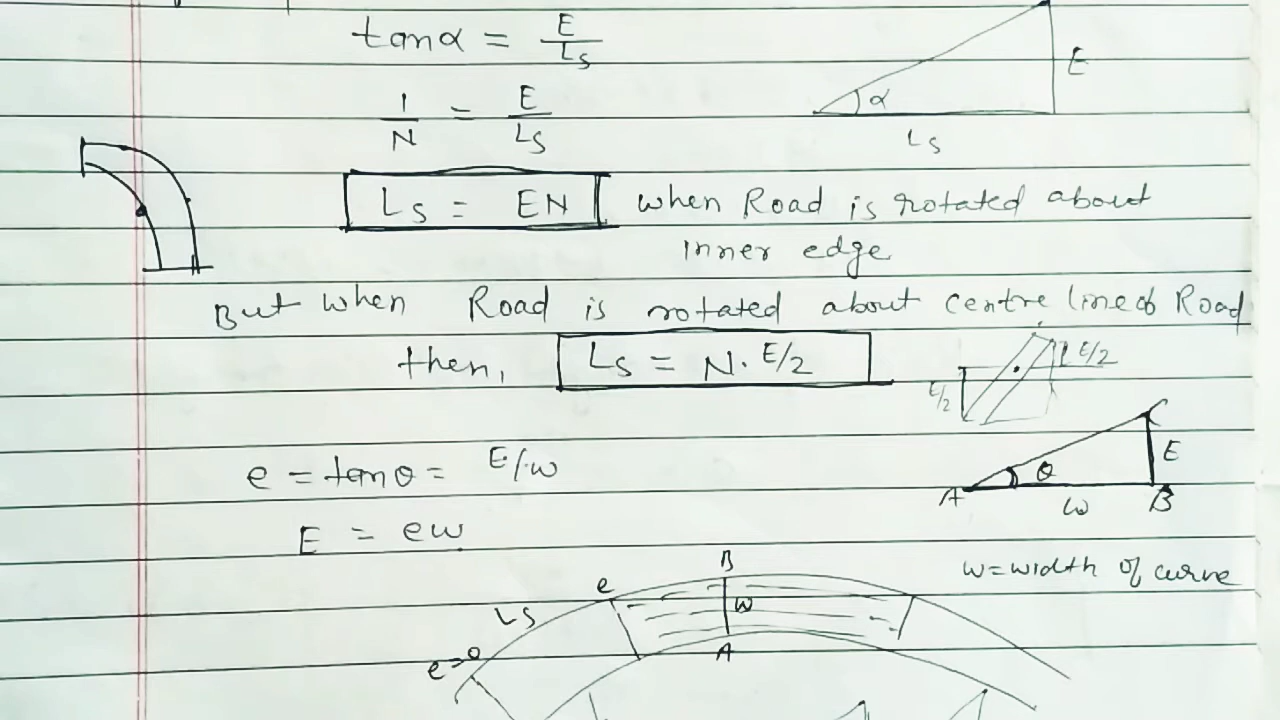 tanα = E/Ls
E
α
Ls
1/N = E/Ls
Ls = EN when Road is rotated about
inner edge
But when Road is rotated about centre line of Road
then, Ls = N. E/2
E/2
E/2
e = tanθ = E/w
C
E
θ
A
w
B
E = ew
w = width of curve
B
e
Ls
w
A
e=0